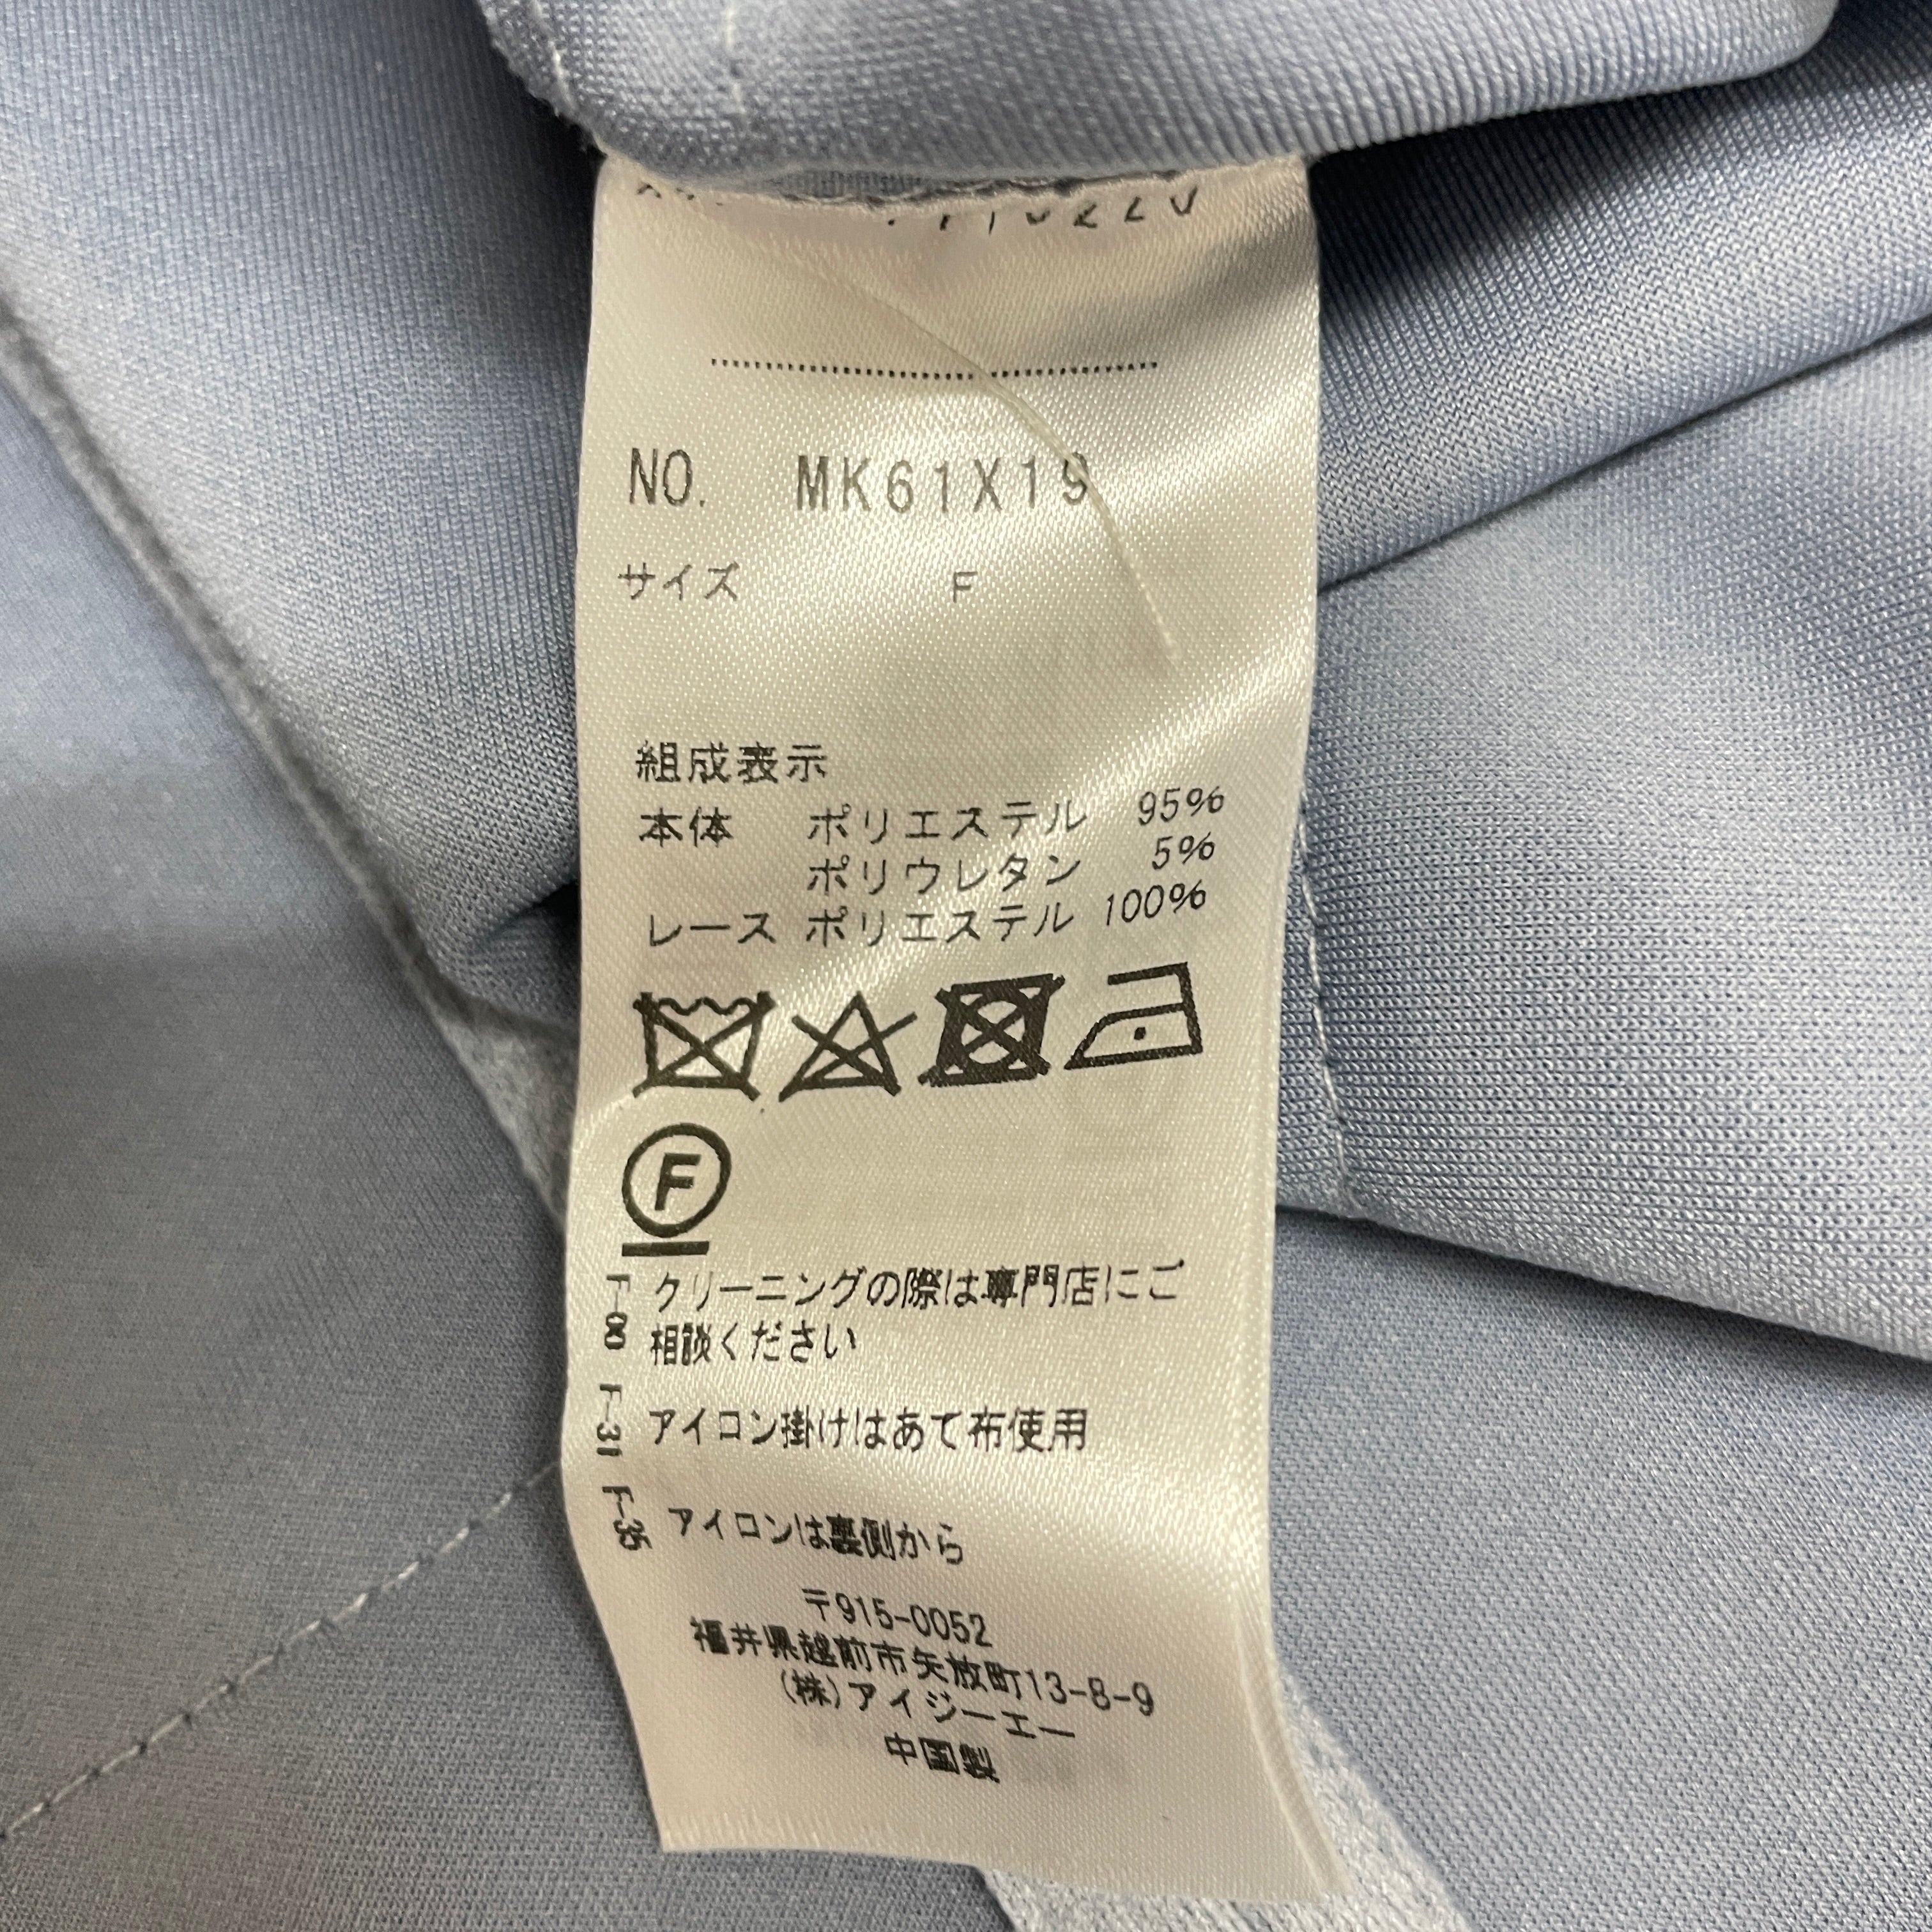 NO. MK61X19
サイズ F
組成表示
本体 ポリエステル 95%
ポリウレタン 5%
レース ポリエステル 100%
F
F-00 クリーニングの際は専門店にご
相談ください
F-31 アイロン掛けはあて布使用
F-35 アイロンは裏側から
〒915-0052
福井県越前市矢放町13-8-9
(株)アイジーエー
中国製